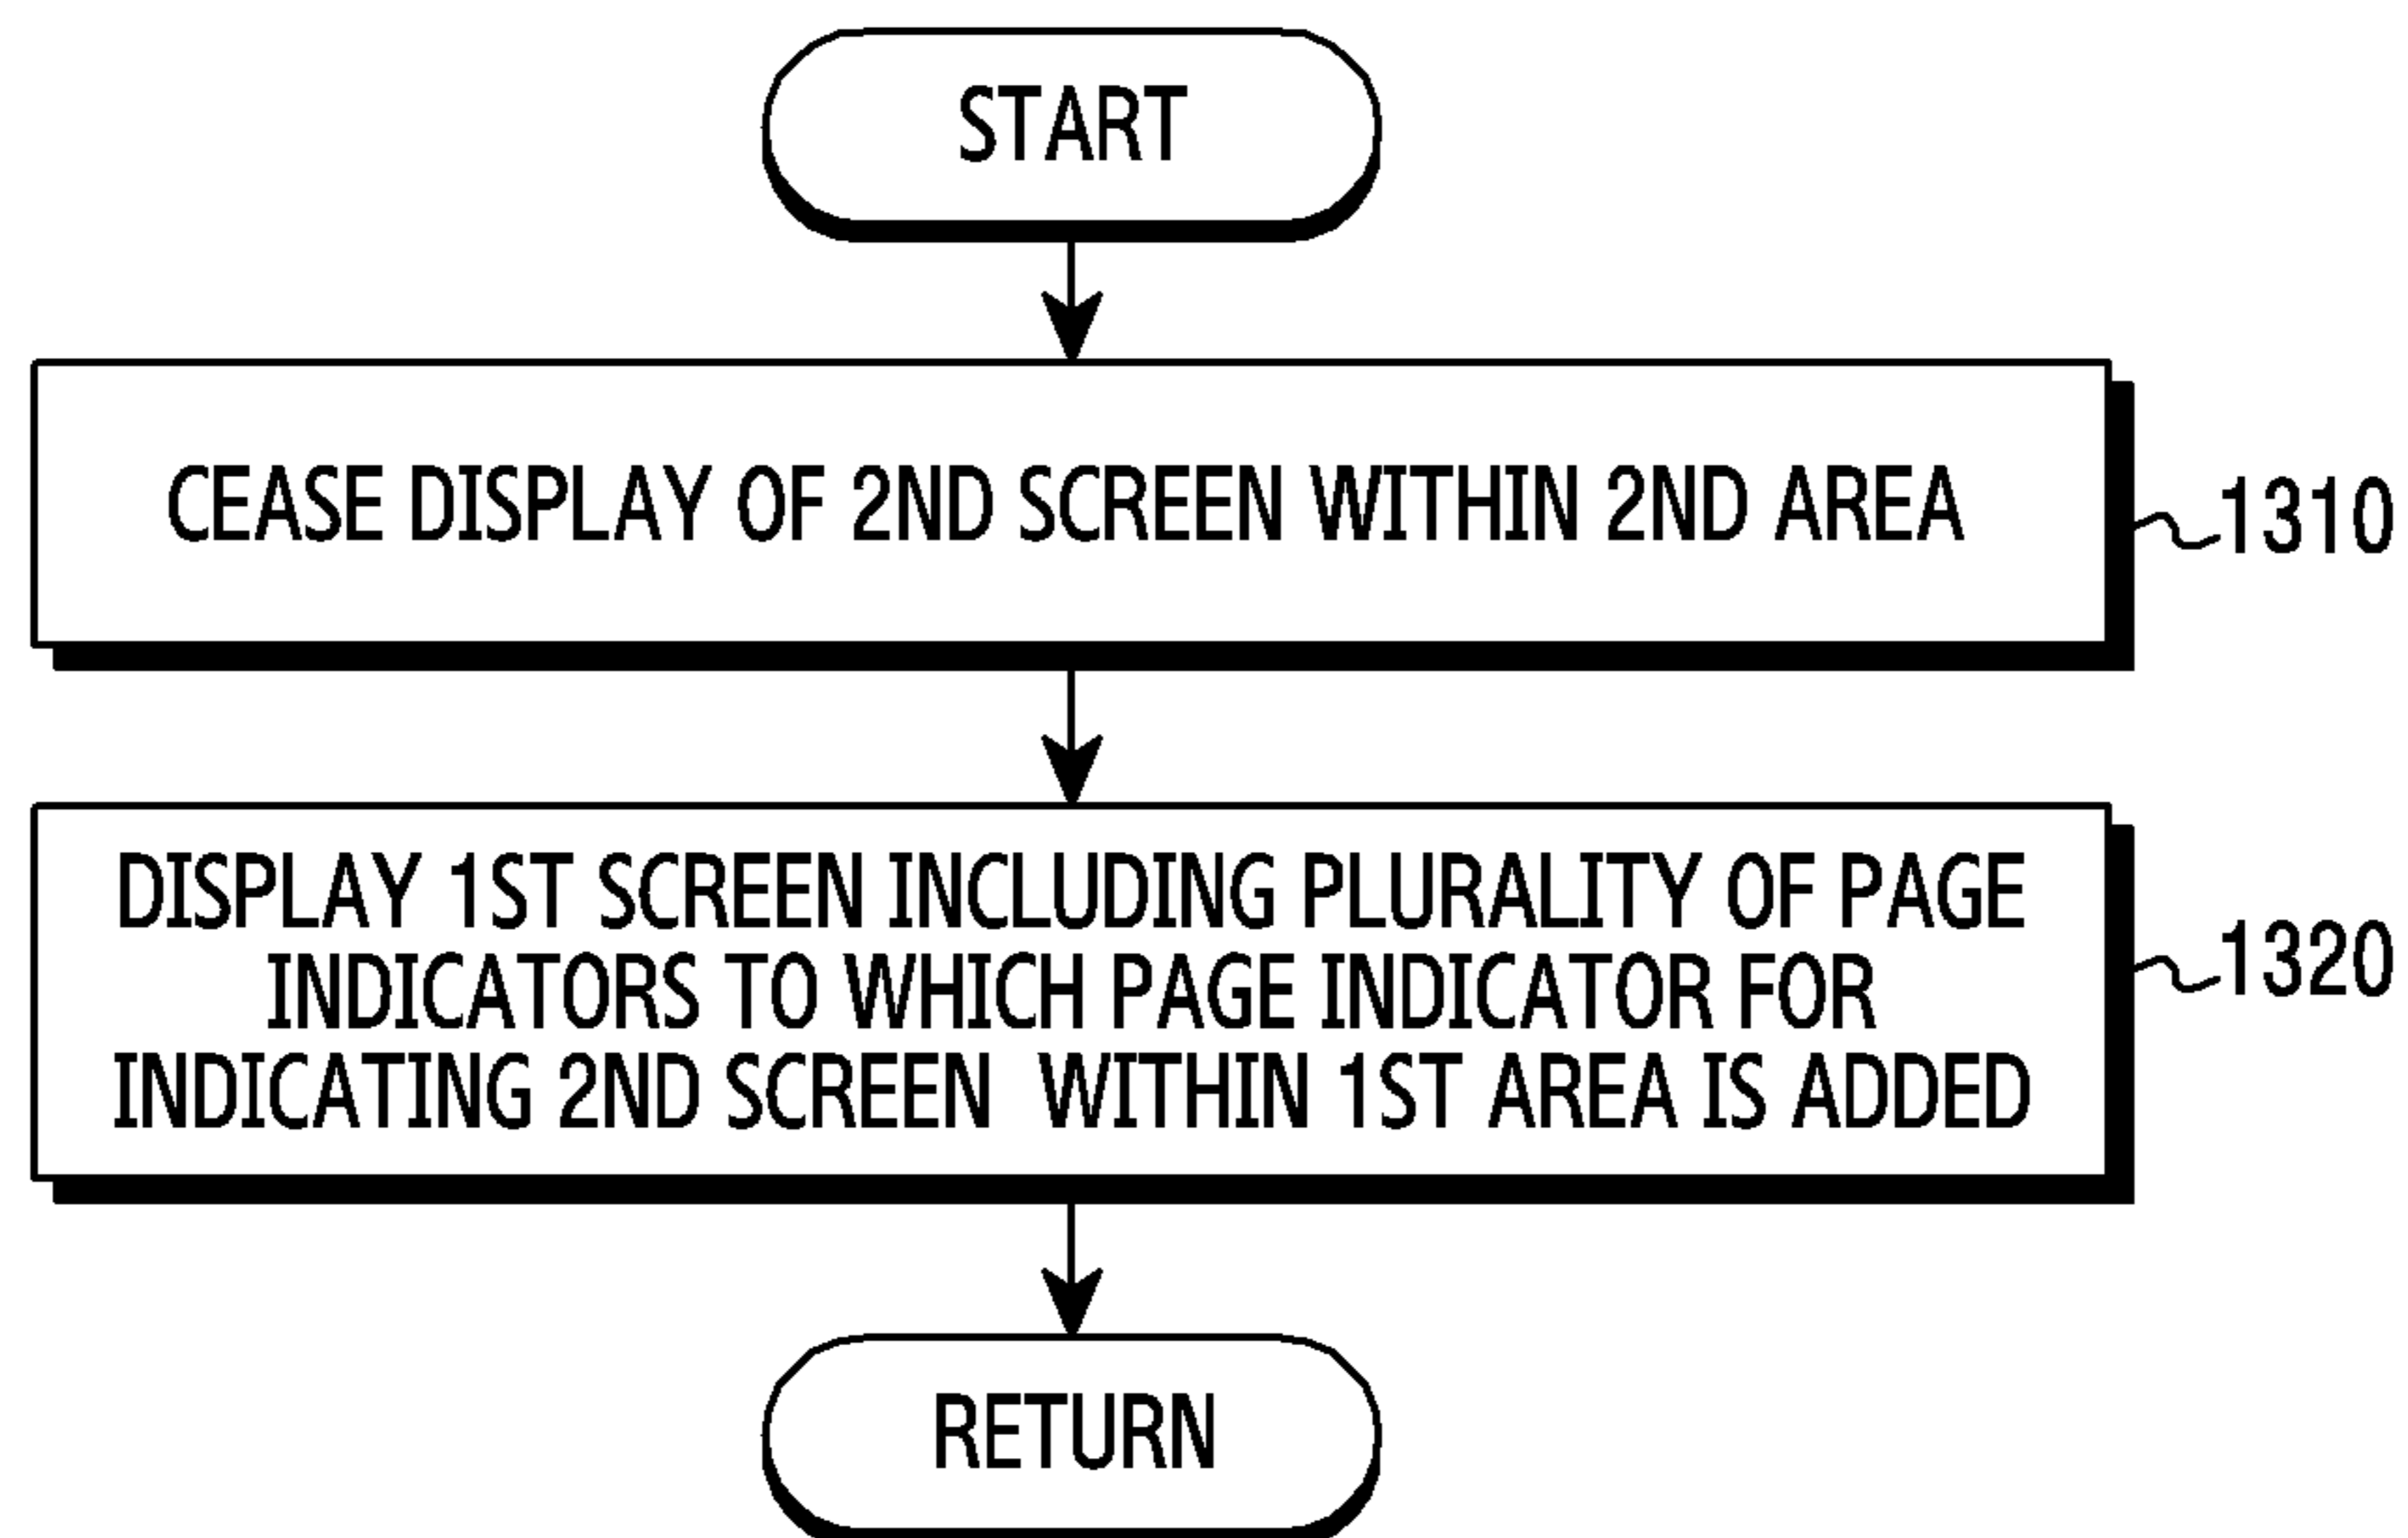 START
CEASE DISPLAY OF 2ND SCREEN WITHIN 2ND AREA
1310
DISPLAY 1ST SCREEN INCLUDING PLURALITY OF PAGE
INDICATORS TO WHICH PAGE INDICATOR FOR
INDICATING 2ND SCREEN WITHIN 1ST AREA IS ADDED
1320
RETURN